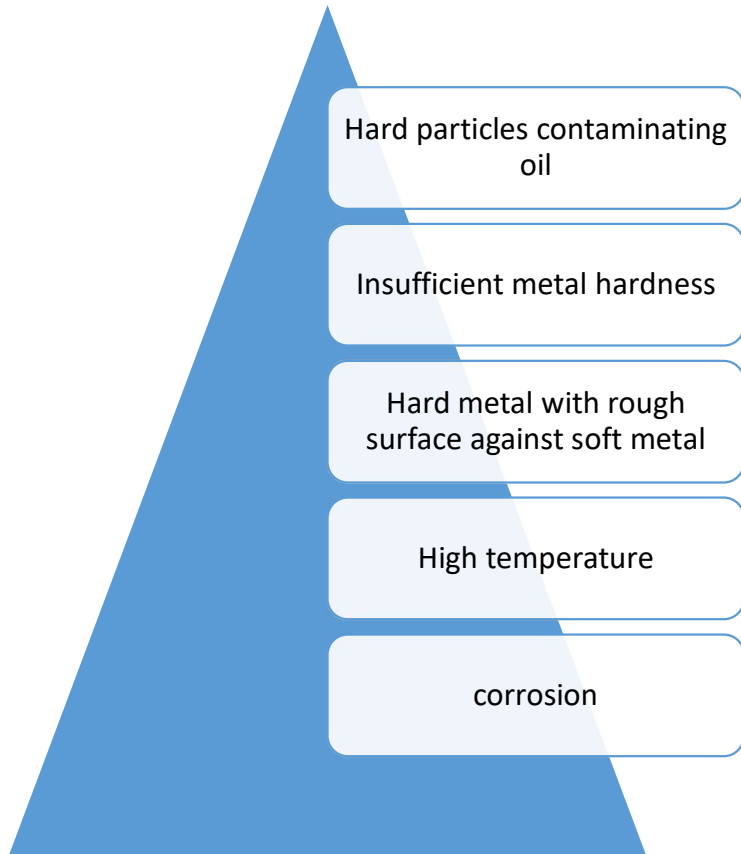 Hard particles contaminating
oil
Insufficient metal hardness
Hard metal with rough
surface against soft metal
High temperature
corrosion